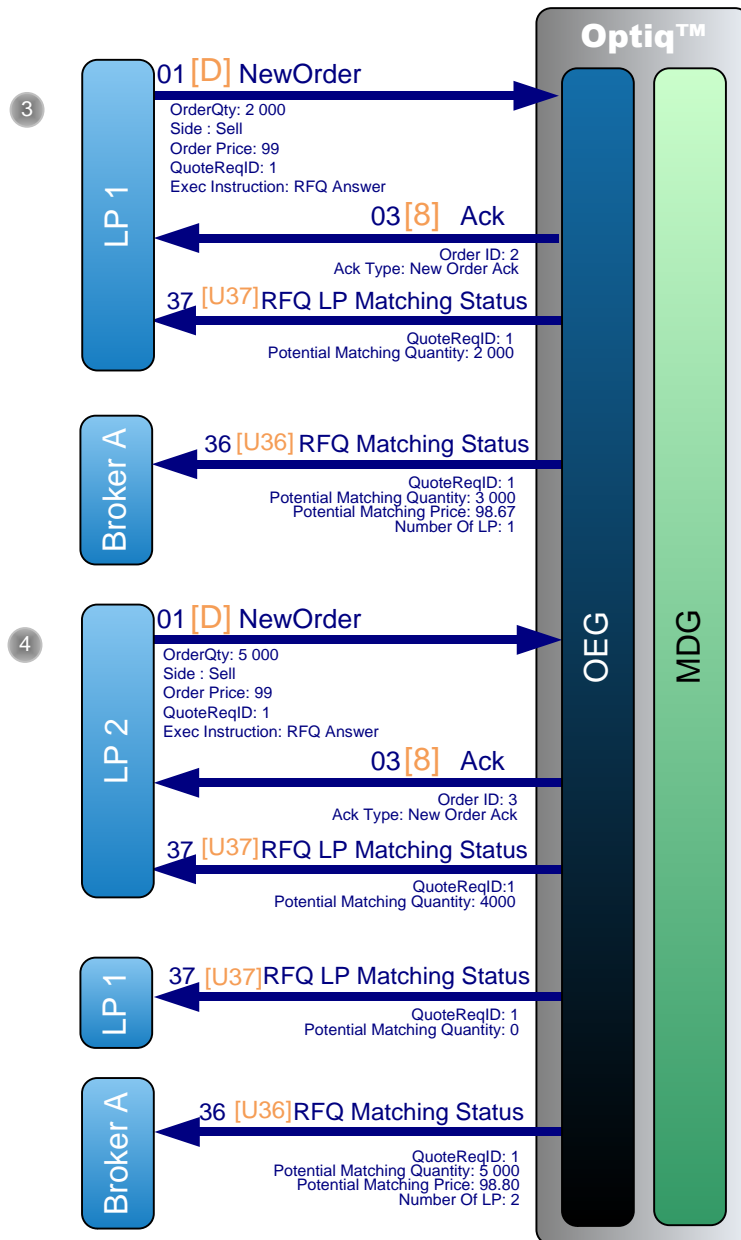 Optiq™
3
LP 1
01 [D] NewOrder
OrderQty: 2 000
Side : Sell
Order Price: 99
QuoteReqID: 1
Exec Instruction: RFQ Answer
03 [8] Ack
Order ID: 2
Ack Type: New Order Ack
37 [U37] RFQ LP Matching Status
QuoteReqID: 1
Potential Matching Quantity: 2 000
Broker A
36 [U36] RFQ Matching Status
QuoteReqID: 1
Potential Matching Quantity: 3 000
Potential Matching Price: 98.67
Number Of LP: 1
4
LP 2
01 [D] NewOrder
OrderQty: 5 000
Side : Sell
Order Price: 99
QuoteReqID: 1
Exec Instruction: RFQ Answer
03 [8] Ack
Order ID: 3
Ack Type: New Order Ack
37 [U37] RFQ LP Matching Status
QuoteReqID:1
Potential Matching Quantity: 4000
LP 1
37 [U37] RFQ LP Matching Status
QuoteReqID: 1
Potential Matching Quantity: 0
Broker A
36 [U36] RFQ Matching Status
QuoteReqID: 1
Potential Matching Quantity: 5 000
Potential Matching Price: 98.80
Number Of LP: 2
OEG
MDG